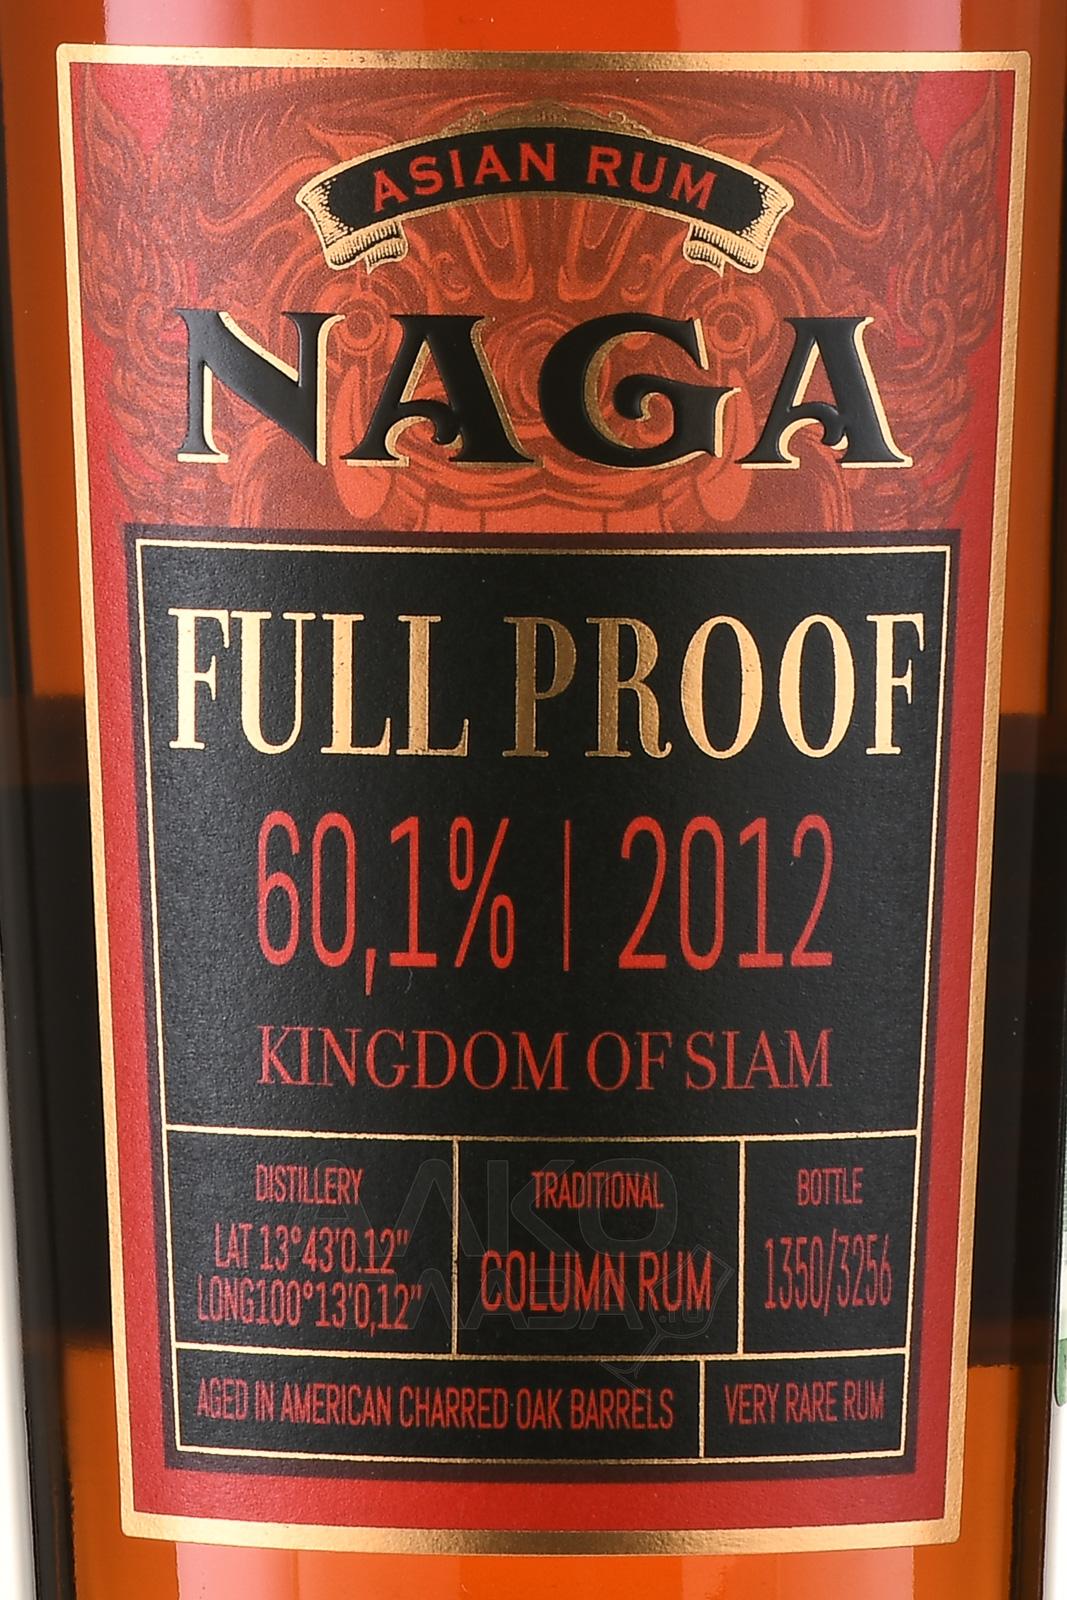 ASIAN RUM
NAGA
FULL PROOF
60,1% | 2012
KINGDOM OF SIAM
DISTILLERY
LAT 13°43'0.12"
LONG100°13'0,12"
TRADITIONAL
COLUMN RUM
BOTTLE
1350/3256
AGED IN AMERICAN CHARRED OAK BARRELS
VERY RARE RUM